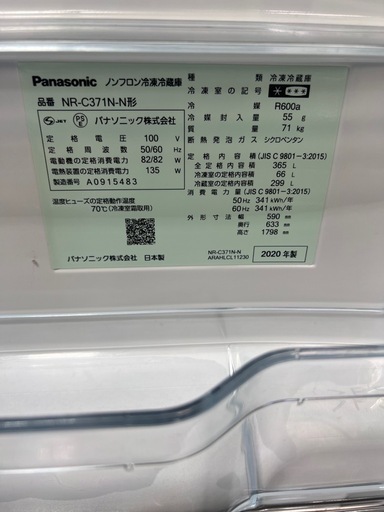 Panasonic ノンフロン冷凍冷蔵庫
品番 NR-C371N-N形
JET PSE パナソニック株式会社
定格電圧 100 V
定格周波数 50/60 Hz
電動機の定格消費電力 82/82 W
電熱装置の定格消費電力 135 W
製造番号 A0915483
温度ヒューズの定格動作温度
70℃(冷凍室霜取用)
パナソニック株式会社 日本製
種類 冷凍冷蔵庫
冷凍室の記号
冷媒 R600a
冷媒封入量 55 g
質量 71 kg
断熱発泡ガス シクロペンタン
定格内容積(JIS C 9801-3:2015)
全定格内容積 365 L
冷凍室の定格内容積 66 L
冷蔵室の定格内容積 299 L
消費電力量(JIS C 9801-3:2015)
50Hz 341 kWh/年
60Hz 341 kWh/年
外形寸法 幅 590 mm
奥行 633 mm
高さ 1798 mm
NR-C371N-N
ARAHLCL11230
2020年製